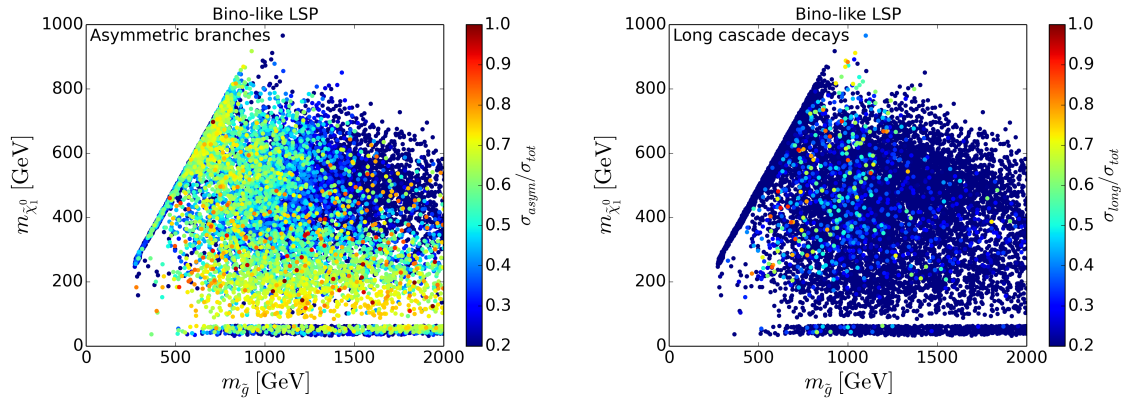 Bino-like LSP
Asymmetric branches
1000
800
600
400
200
0
0 500 1000 1500 2000
m_{\tilde{\chi}_1^0} [GeV]
m_{\tilde{g}} [GeV]
1.0
0.9
0.8
0.7
0.6
0.5
0.4
0.3
0.2
σ_{asym}/σ_{tot}
Bino-like LSP
Long cascade decays
1000
800
600
400
200
0
0 500 1000 1500 2000
m_{\tilde{\chi}_1^0} [GeV]
m_{\tilde{g}} [GeV]
1.0
0.9
0.8
0.7
0.6
0.5
0.4
0.3
0.2
σ_{long}/σ_{tot}